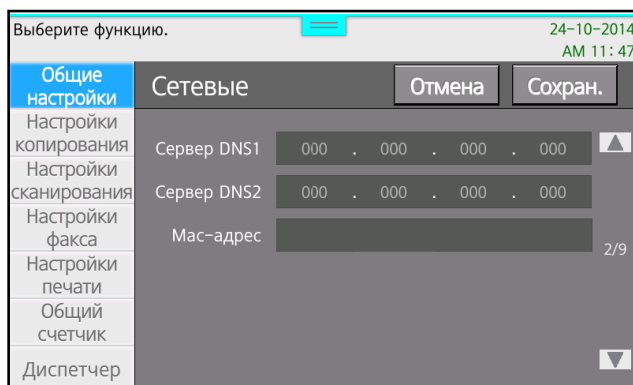 Выберите функцию.
24-10-2014
AM 11:47
Общие
настройки
Сетевые
Отмена
Сохран.
Настройки
копирования
Настройки
сканирования
Настройки
факса
Настройки
печати
Общий
счетчик
Диспетчер
Сервер DNS1 000 . 000 . 000 . 000
Сервер DNS2 000 . 000 . 000 . 000
Mac-адрес
2/9